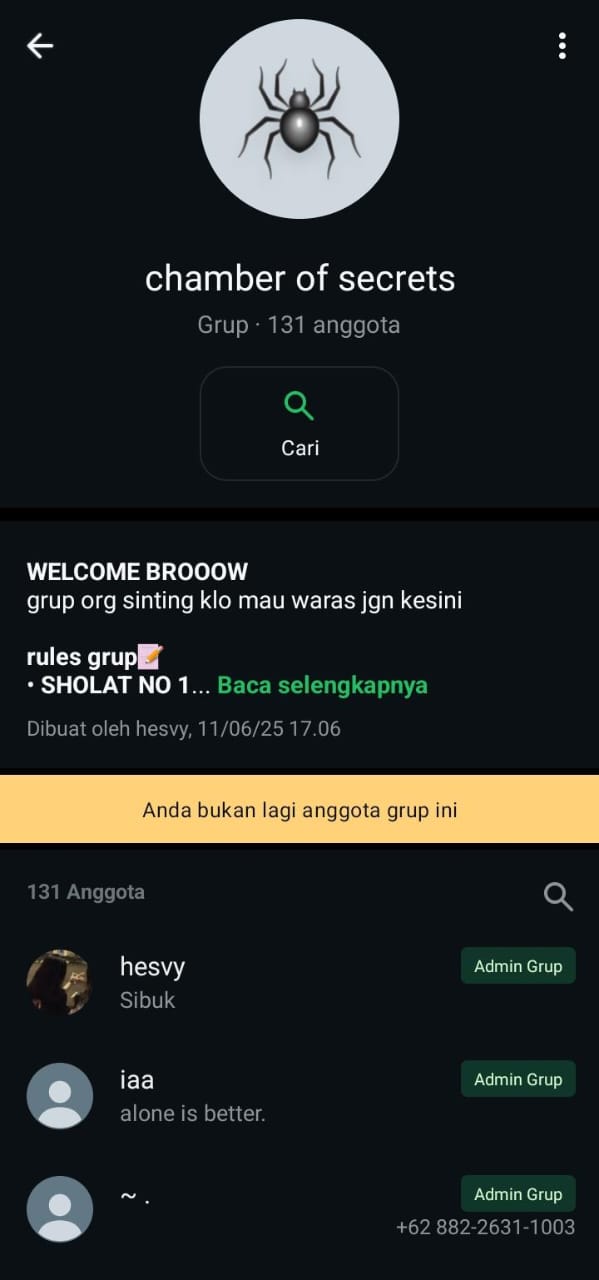 chamber of secrets
Grup · 131 anggota
Cari
WELCOME BROOOW
grup org sinting klo mau waras jgn kesini
rules grup📝
• SHOLAT NO 1... Baca selengkapnya
Dibuat oleh hesvy, 11/06/25 17.06
Anda bukan lagi anggota grup ini
131 Anggota
hesvy
Admin Grup
Sibuk
iaa
Admin Grup
alone is better.
~ .
Admin Grup
+62 882-2631-1003